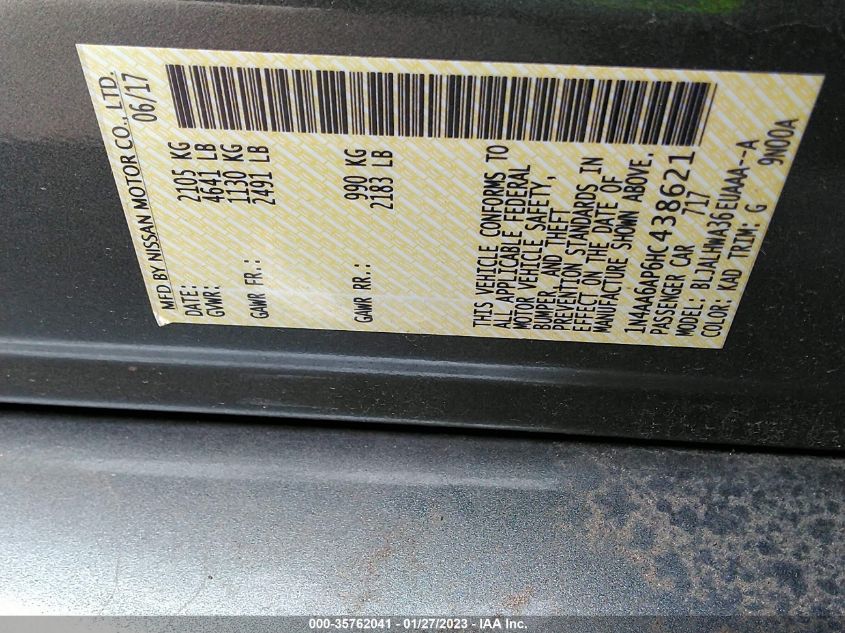 MFD BY NISSAN MOTOR CO., LTD.
DATE: 06/17
GVWR: 2105 KG
4641 LB
GAWR FR.: 1130 KG
2491 LB
GAWR RR.: 990 KG
2183 LB
THIS VEHICLE CONFORMS TO
ALL APPLICABLE FEDERAL
MOTOR VEHICLE SAFETY,
BUMPER, AND THEFT
PREVENTION STANDARDS IN
EFFECT ON THE DATE OF
MANUFACTURE SHOWN ABOVE.
1N4AA6AP6HC438621
PASSENGER CAR 717
MODEL: BLJALHWA36EUAAAA--A
COLOR: KAD TRIM: G 9N00A
000-35762041 - 01/27/2023 - © IAA Inc.